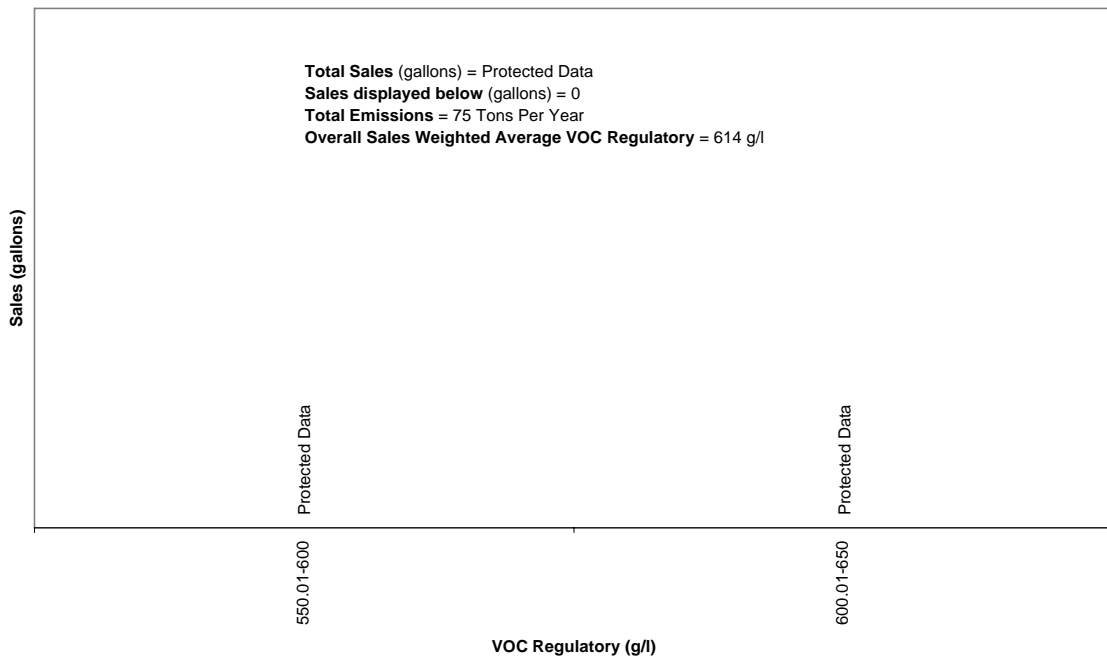 Total Sales (gallons) = Protected Data
Sales displayed below (gallons) = 0
Total Emissions = 75 Tons Per Year
Overall Sales Weighted Average VOC Regulatory = 614 g/l
Sales (gallons)
Protected Data
Protected Data
550.01-600
600.01-650
VOC Regulatory (g/l)